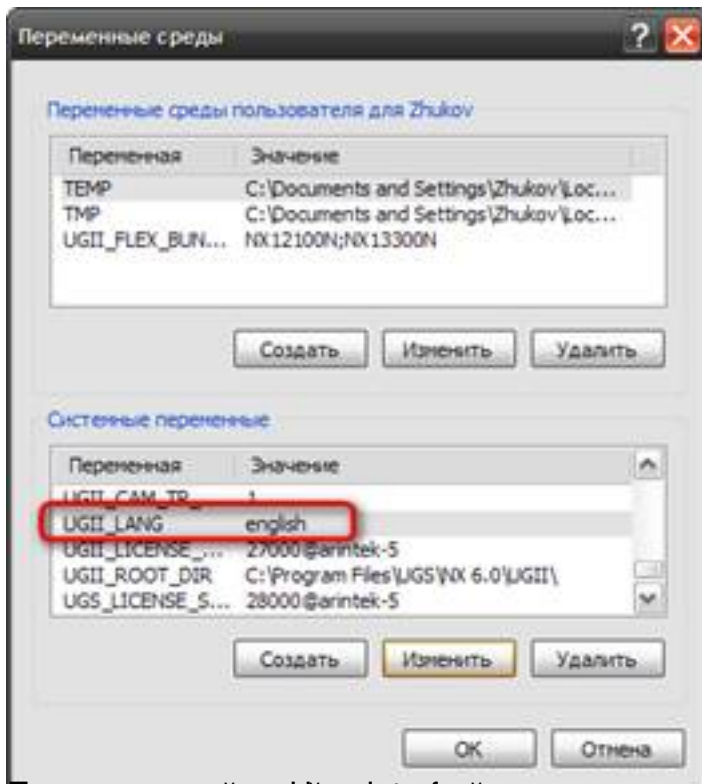 Переменные среды
Переменные среды пользователя для Zhukov
Переменная Значение
TEMP C:\Documents and Settings\Zhukov\Loc...
TMP C:\Documents and Settings\Zhukov\Loc...
UGII_FLEX_BUN... NX12100N;NX13300N
Создать Изменить Удалить
Системные переменные
Переменная Значение
UGII_CAM_TR_... 1
UGII_LANG english
UGII_LICENSE_... 27000@arintek-5
UGII_ROOT_DIR C:\Program Files\UGS\NX 6.0\UGII\
UGS_LICENSE_S... 28000@arintek-5
Создать Изменить Удалить
OK Отмена